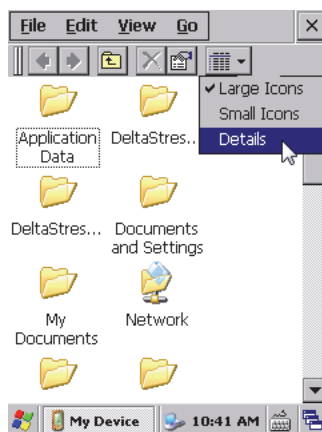 File Edit View Go
Large Icons
Small Icons
Details
Application
Data
DeltaStres..
DeltaStres...
Documents
and Settings
My
Documents
Network
My Device
10:41 AM